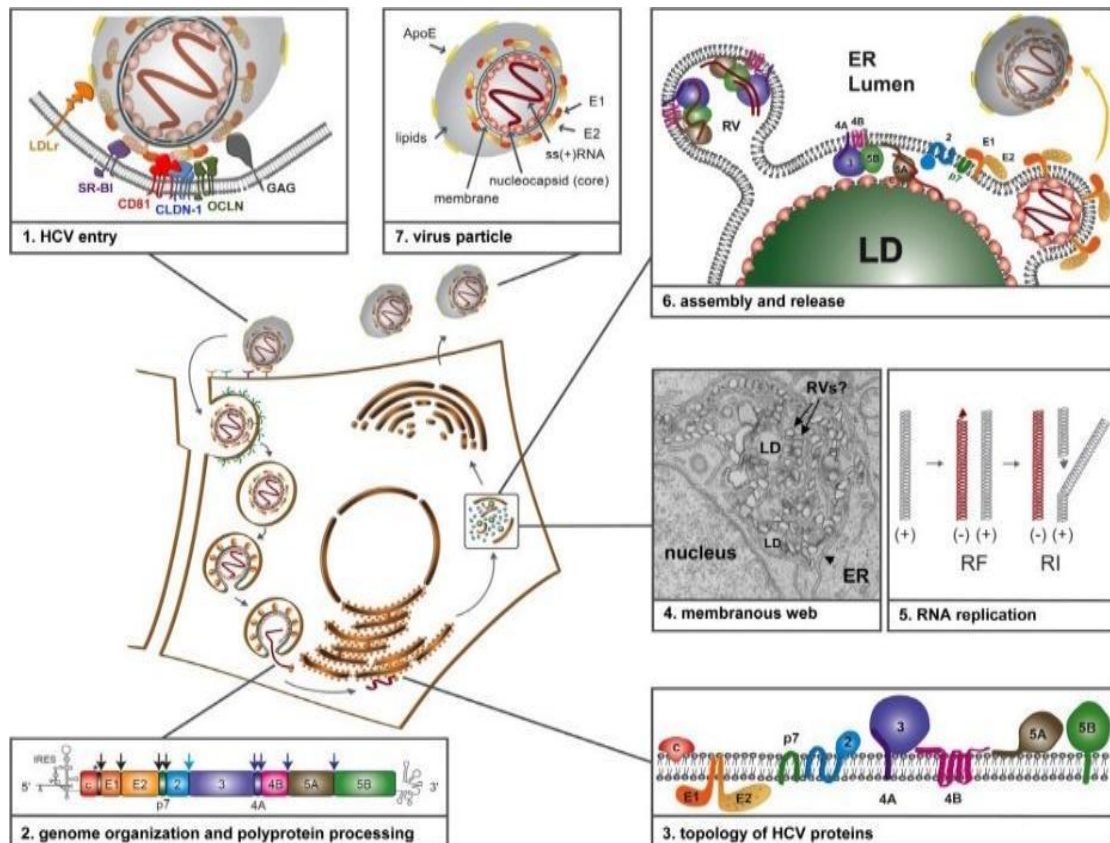 LDLr
SR-BI
CD81
CLDN-1
OCLN
GAG
1. HCV entry
ApoE
E1
E2
lipids
ss(+)RNA
nucleocapsid (core)
membrane
7. virus particle
ER
Lumen
RV
4A
4B
3
5B
5A
2
p7
E1
E2
LD
6. assembly and release
RVs?
LD
LD
nucleus
ER
4. membranous web
(+)
(-) (+)
(-) (+)
RF
RI
5. RNA replication
IRES
5'
c
E1
E2
p7
2
3
4A
4B
5A
5B
3'
2. genome organization and polyprotein processing
c
E1
E2
p7
2
3
4A
4B
5A
5B
3. topology of HCV proteins